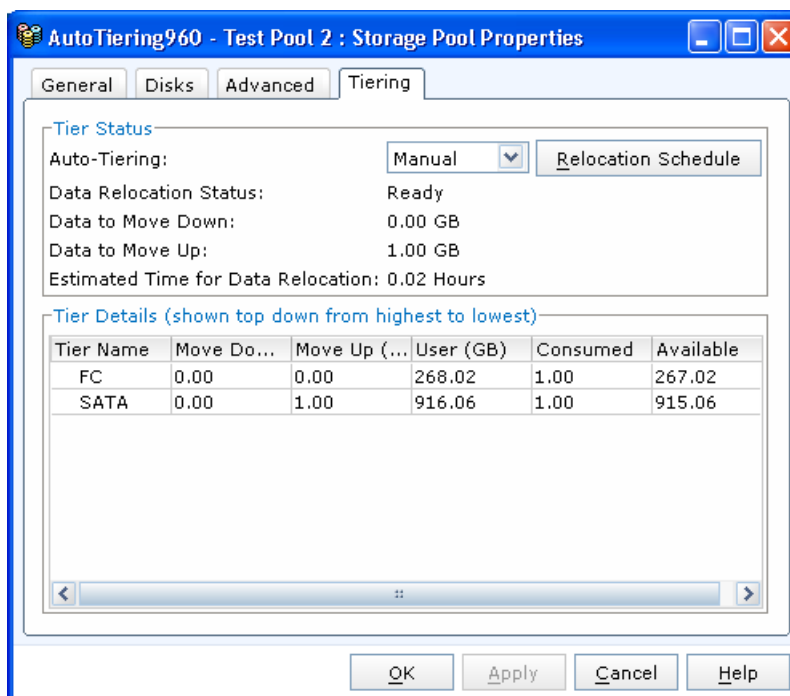 AutoTiering960 - Test Pool 2 : Storage Pool Properties
General Disks Advanced Tiering
Tier Status
Auto-Tiering: Manual Relocation Schedule
Data Relocation Status: Ready
Data to Move Down: 0.00 GB
Data to Move Up: 1.00 GB
Estimated Time for Data Relocation: 0.02 Hours
Tier Details (shown top down from highest to lowest)
Tier Name Move Do... Move Up (... User (GB) Consumed Available
FC 0.00 0.00 268.02 1.00 267.02
SATA 0.00 1.00 916.06 1.00 915.06
OK Apply Cancel Help